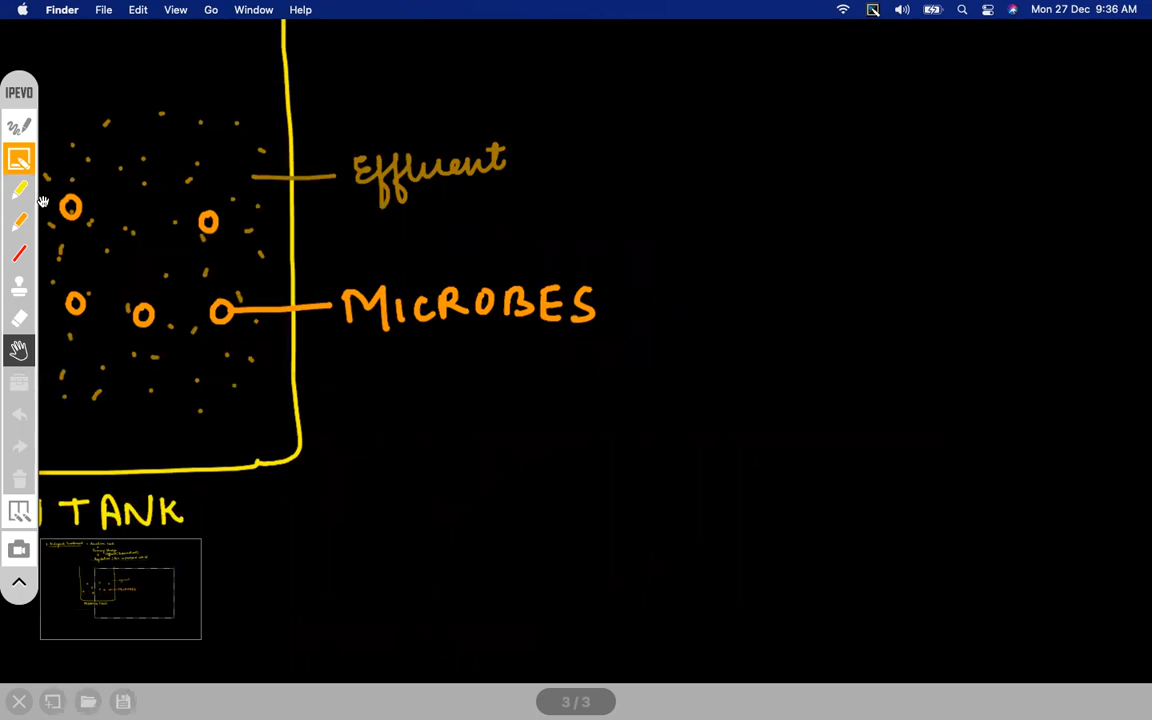 Finder File Edit View Go Window Help Mon 27 Dec 9:36 AM
IPEVO
Effluent
MICROBES
TANK
3/3